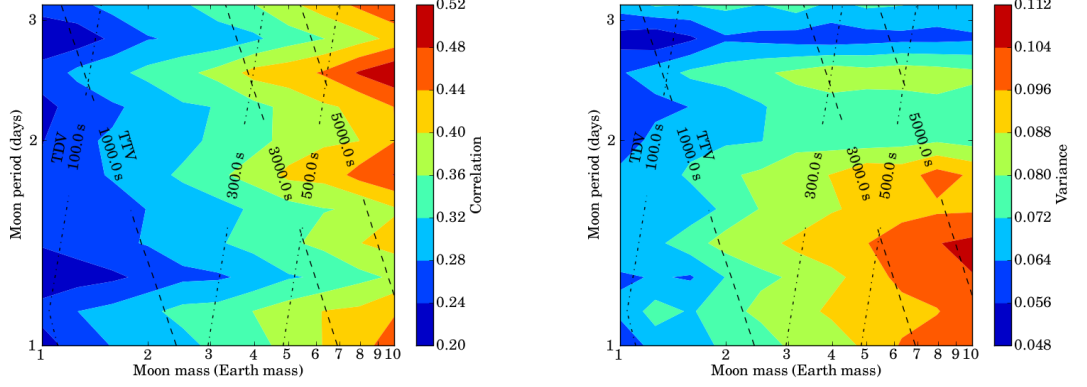 3
2
1
Moon period (days)
1 2 3 4 5 6 7 8 9 10
Moon mass (Earth mass)
TDV
100.0 s
TTV
1000.0 s
300.0 s
3000.0 s
500.0 s
5000.0 s
0.52
0.48
0.44
0.40
0.36
0.32
0.28
0.24
0.20
Correlation
3
2
1
Moon period (days)
1 2 3 4 5 6 7 8 9 10
Moon mass (Earth mass)
TDV
100.0 s
TTV
1000.0 s
300.0 s
3000.0 s
500.0 s
5000.0 s
0.112
0.104
0.096
0.088
0.080
0.072
0.064
0.056
0.048
Variance